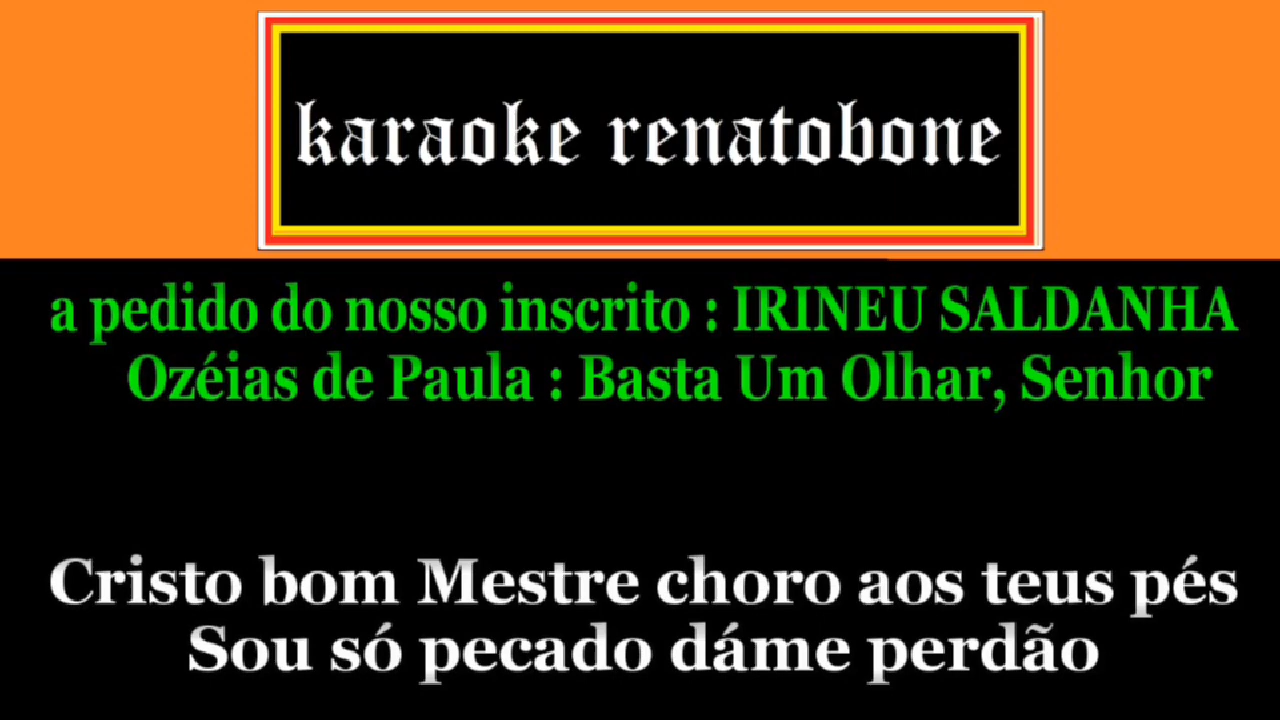 karaoke renatobone
a pedido do nosso inscrito : IRINEU SALDANHA
Ozéias de Paula : Basta Um Olhar, Senhor
Cristo bom Mestre choro aos teus pés
Sou só pecado dáme perdão